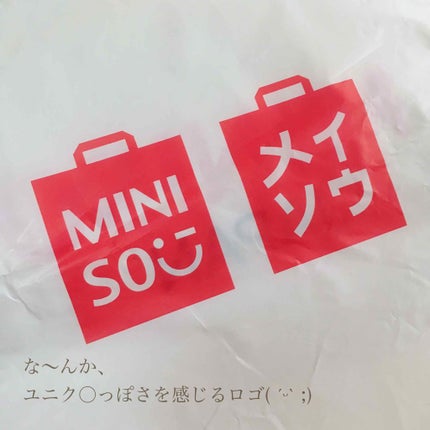 MINI
SO
メイ
ソウ
な～んか、
ユニク〇っぽさを感じるロゴ( ˙ᵕ˙ ;)